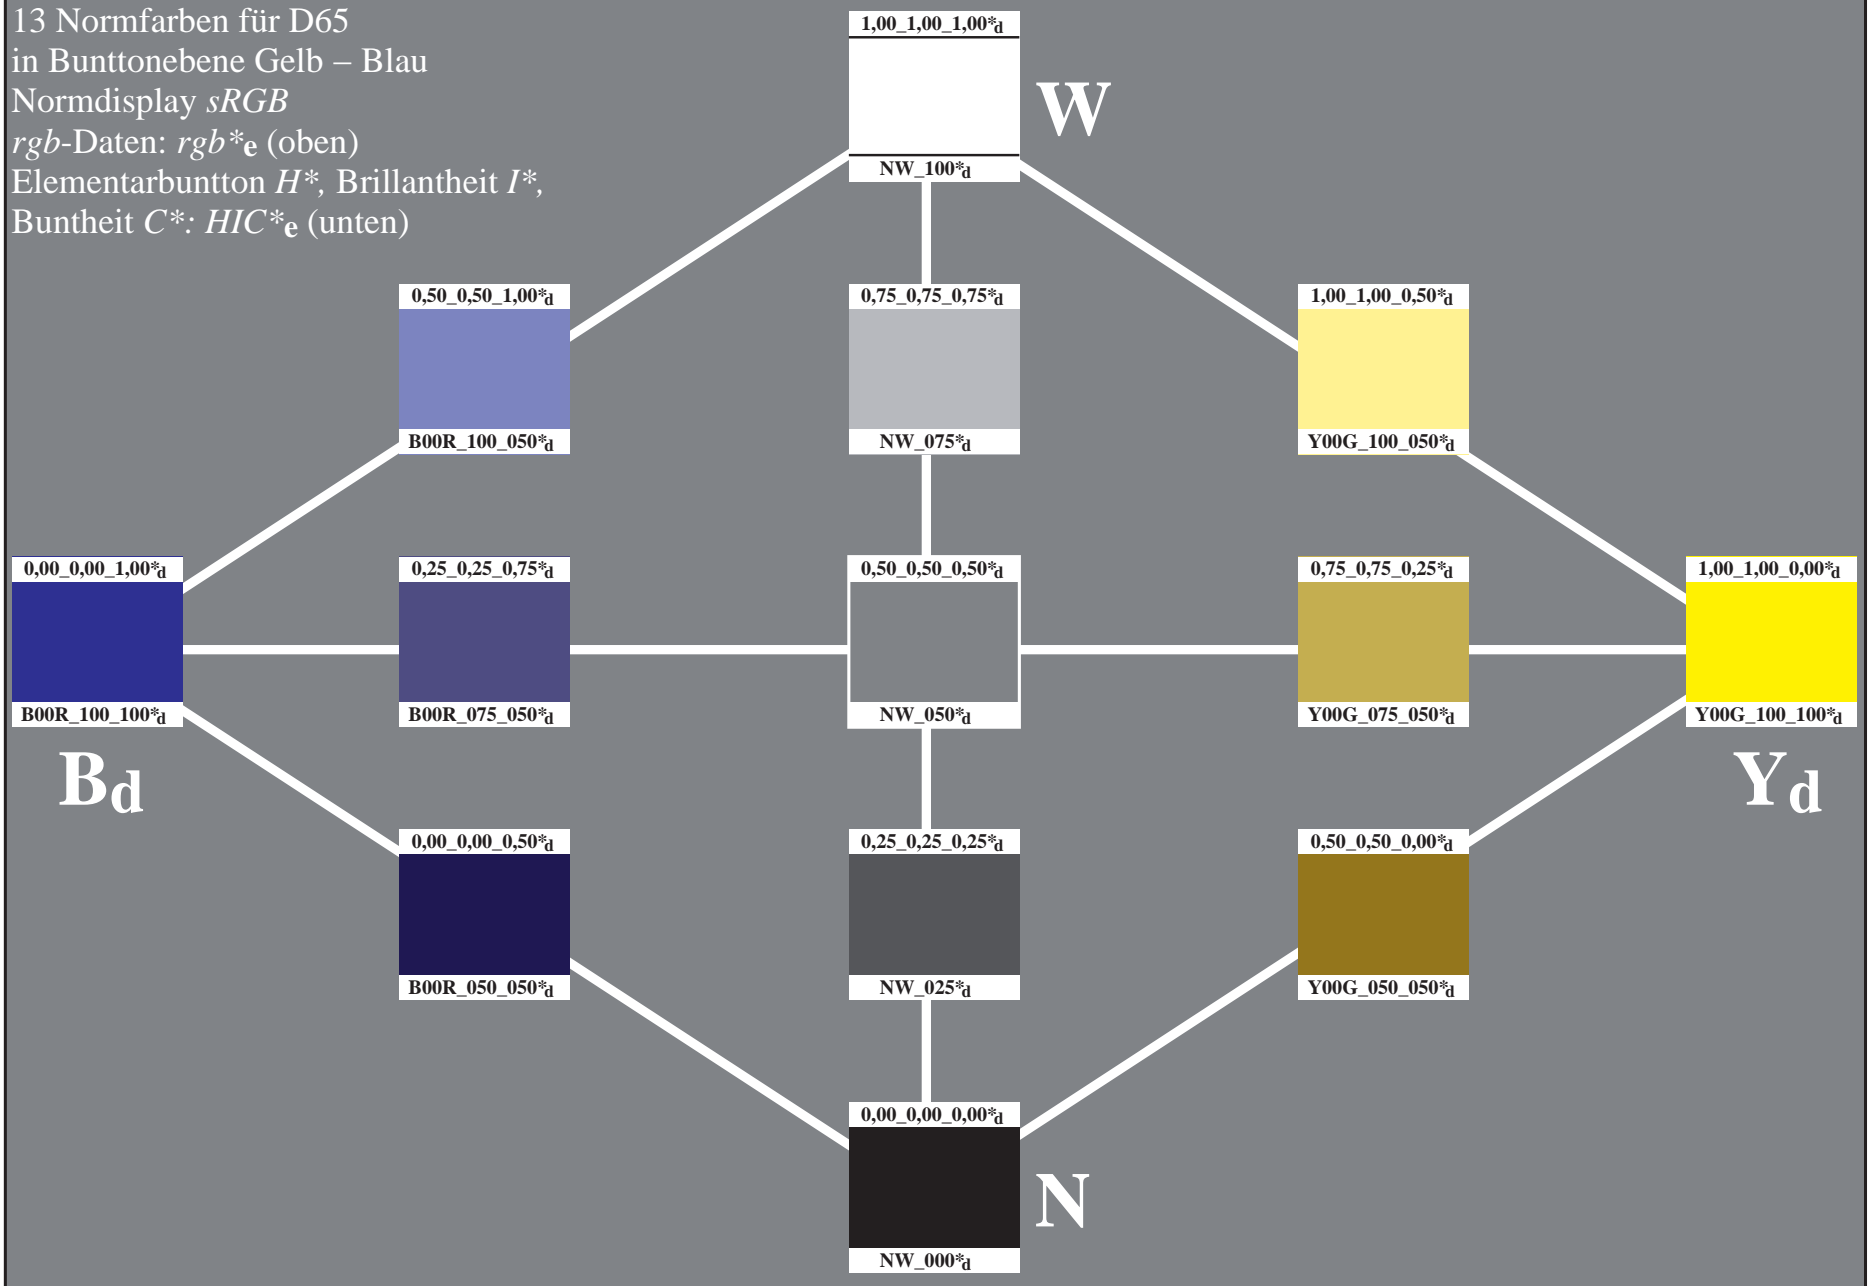 13 Normfarben für D65
in Bunttonebene Gelb – Blau
Normdisplay sRGB
rgb-Daten: rgb*e (oben)
Elementarbuntton H*, Brillantheit I*,
Buntheit C*: HIC*e (unten)
1,00_1,00_1,00*d
W
NW_100*d
0,50_0,50_1,00*d
0,75_0,75_0,75*d
1,00_1,00_0,50*d
B00R_100_050*d
NW_075*d
Y00G_100_050*d
0,00_0,00_1,00*d
0,25_0,25_0,75*d
0,50_0,50_0,50*d
0,75_0,75_0,25*d
1,00_1,00_0,00*d
B00R_100_100*d
B00R_075_050*d
NW_050*d
Y00G_075_050*d
Y00G_100_100*d
Bd
Yd
0,00_0,00_0,50*d
0,25_0,25_0,25*d
0,50_0,50_0,00*d
B00R_050_050*d
NW_025*d
Y00G_050_050*d
0,00_0,00_0,00*d
N
NW_000*d